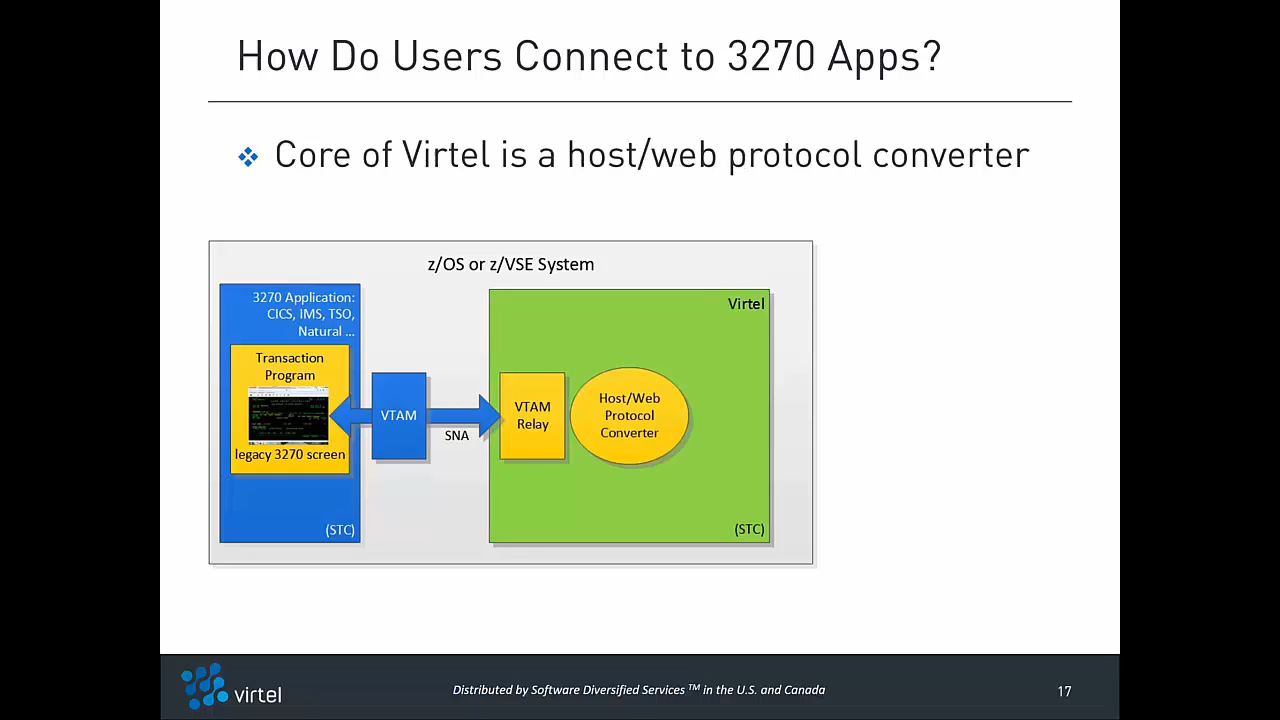 How Do Users Connect to 3270 Apps?
Core of Virtel is a host/web protocol converter
z/OS or z/VSE System
3270 Application:
CICS, IMS, TSO,
Natural ...
Transaction
Program
legacy 3270 screen
(STC)
VTAM
SNA
Virtel
VTAM
Relay
Host/Web
Protocol
Converter
(STC)
virtel
Distributed by Software Diversified Services TM in the U.S. and Canada
17